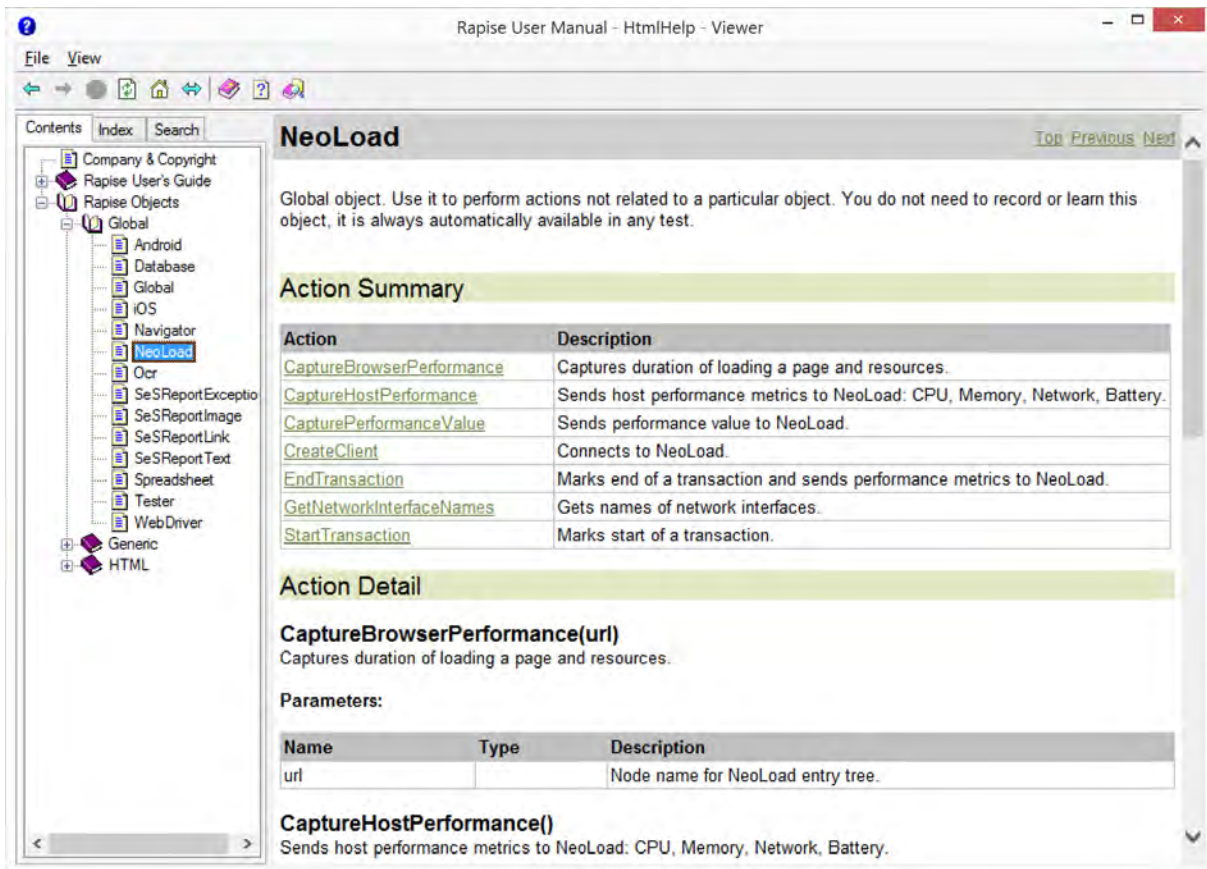 Rapise User Manual - HtmlHelp - Viewer
File View
Contents Index Search
Company & Copyright
Rapise User's Guide
Rapise Objects
Global
Android
Database
Global
iOS
Navigator
NeoLoad
Ocr
SeSReportExceptio
SeSReportImage
SeSReportLink
SeSReportText
Spreadsheet
Tester
WebDriver
Generic
HTML
NeoLoad
Top Previous Next
Global object. Use it to perform actions not related to a particular object. You do not need to record or learn this
object, it is always automatically available in any test.
Action Summary
Action Description
CaptureBrowserPerformance Captures duration of loading a page and resources.
CaptureHostPerformance Sends host performance metrics to NeoLoad: CPU, Memory, Network, Battery.
CapturePerformanceValue Sends performance value to NeoLoad.
CreateClient Connects to NeoLoad.
EndTransaction Marks end of a transaction and sends performance metrics to NeoLoad.
GetNetworkInterfaceNames Gets names of network interfaces.
StartTransaction Marks start of a transaction.
Action Detail
CaptureBrowserPerformance(url)
Captures duration of loading a page and resources.
Parameters:
Name Type Description
url Node name for NeoLoad entry tree.
CaptureHostPerformance()
Sends host performance metrics to NeoLoad: CPU, Memory, Network, Battery.